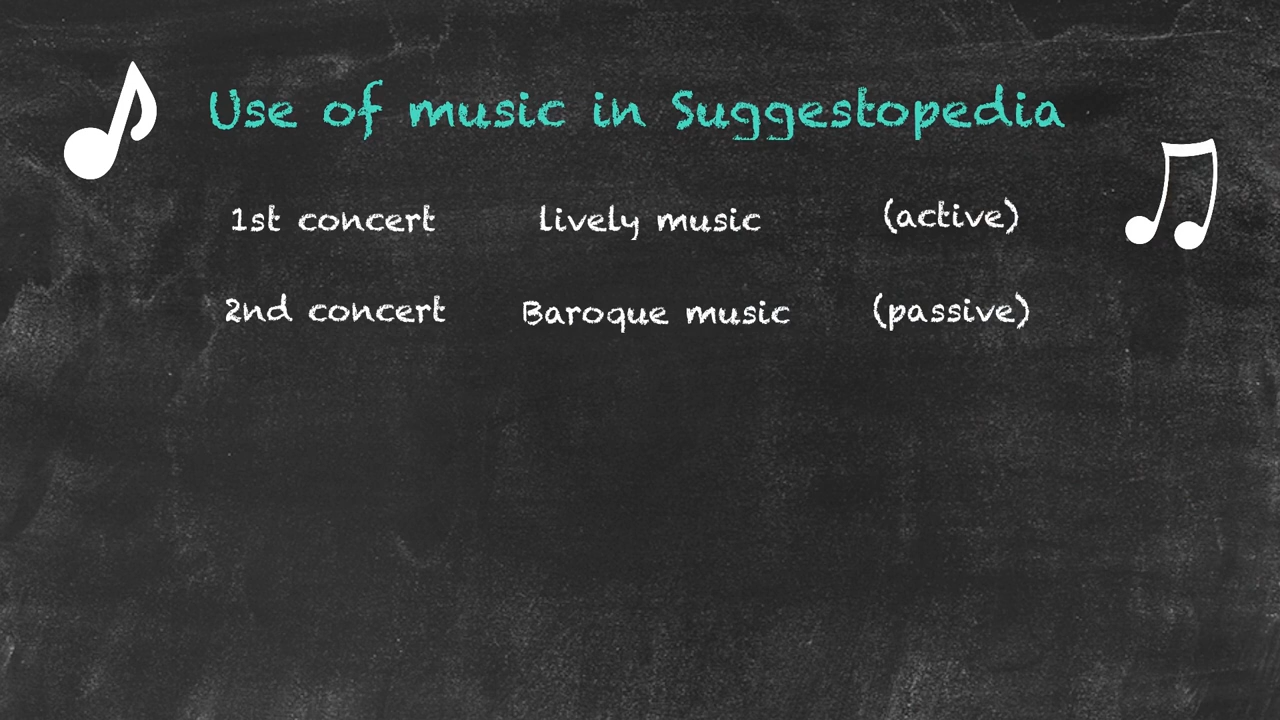 Use of music in Suggestopedia
1st concert lively music (active)
2nd concert Baroque music (passive)